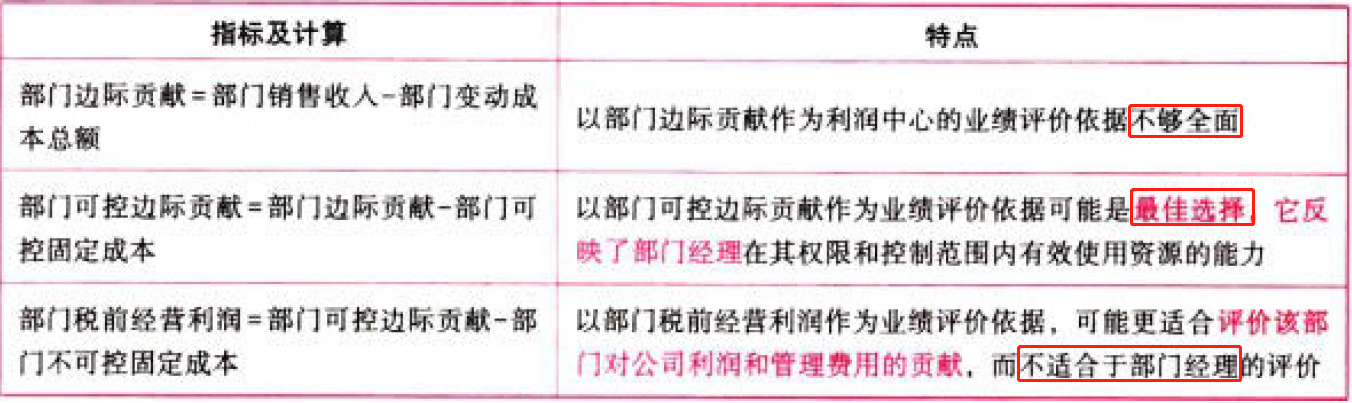 指标及计算
特点
部门边际贡献=部门销售收人-部门变动成
本总额
以部门边际贡献作为利润中心的业绩评价依据不够全面
部门可控边际贡献=部门边际贡献-部门可
控固定成本
以部门可控边际贡献作为业绩评价依据可能是最佳选择，它反
映了部门经理在其权限和控制范围内有效使用资源的能力
部门税前经营利润=部门可控边际贡献-部
门不可控固定成本
以部门税前经营利润作为业绩评价依据，可能更适合评价该部
门对公司利润和管理费用的贡献，而不适合于部门经理的评价